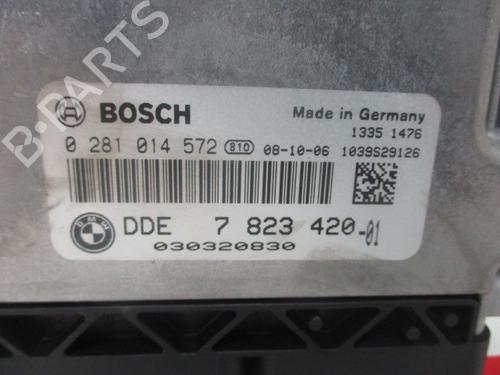 B-PARTS
BOSCH
Made in Germany
1335 1476
0 281 014 572 810 08-10-06 1039S29126
BMW
DDE 7 823 420-01
030320830